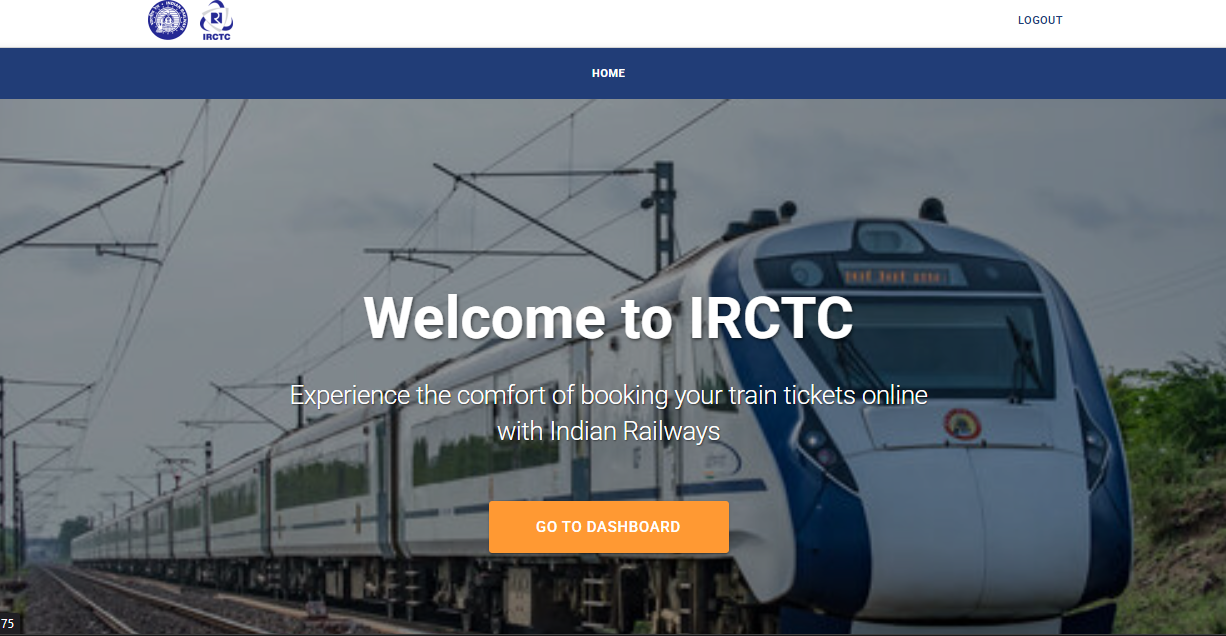 IRCTC
LOGOUT
HOME
Welcome to IRCTC
Experience the comfort of booking your train tickets online
with Indian Railways
GO TO DASHBOARD
75